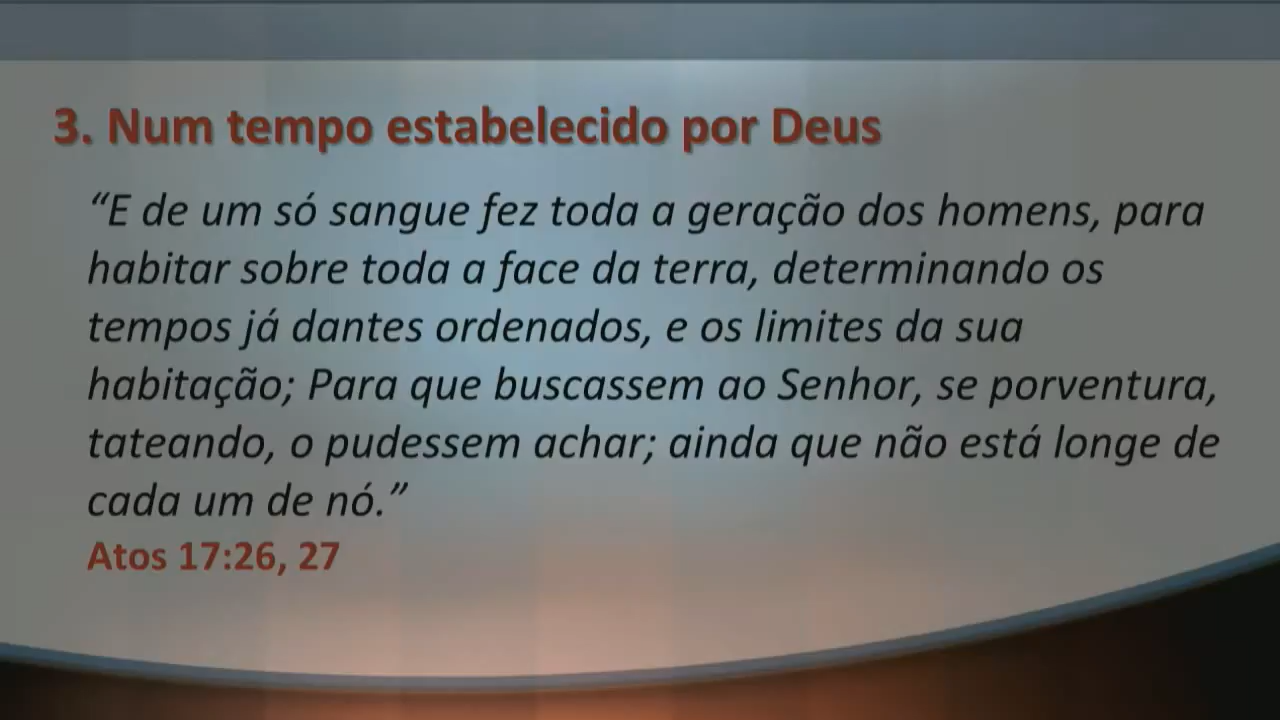 3. Num tempo estabelecido por Deus
“E de um só sangue fez toda a geração dos homens, para
habitar sobre toda a face da terra, determinando os
tempos já dantes ordenados, e os limites da sua
habitação; Para que buscassem ao Senhor, se porventura,
tateando, o pudessem achar; ainda que não está longe de
cada um de nó.”
Atos 17:26, 27